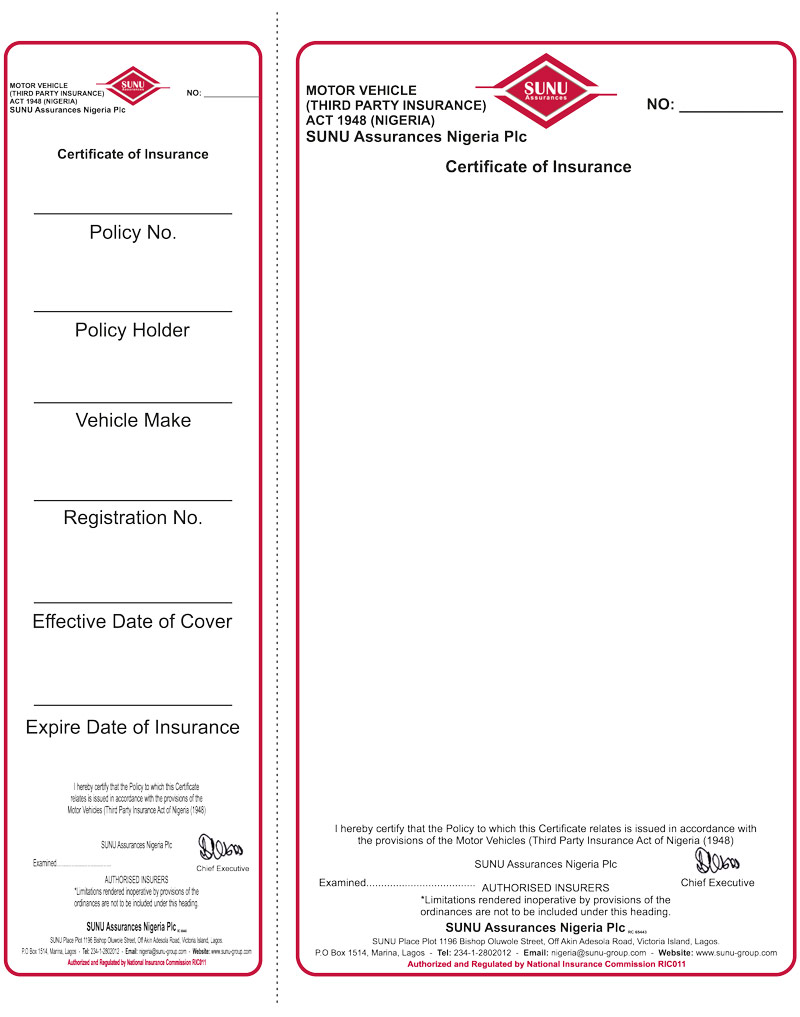 MOTOR VEHICLE
(THIRD PARTY INSURANCE)
ACT 1948 (NIGERIA)
SUNU Assurances Nigeria Plc
SUNU
Assurances
NO: ____________
Certificate of Insurance
Policy No.
Policy Holder
Vehicle Make
Registration No.
Effective Date of Cover
Expire Date of Insurance
I hereby certify that the Policy to which this Certificate
relates is issued in accordance with the provisions of the
Motor Vehicles (Third Party Insurance Act of Nigeria (1948)
SUNU Assurances Nigeria Plc
Examined....................................
Chief Executive
AUTHORISED INSURERS
*Limitations rendered inoperative by provisions of the
ordinances are not to be included under this heading.
SUNU Assurances Nigeria Plc
SUNU Place Plot 1196 Bishop Oluwole Street, Off Akin Adesola Road, Victoria Island, Lagos.
P.O Box 1514, Marina, Lagos - Tel: 234-1-2802012 - Email: nigeria@sunu-group.com - Website: www.sunu-group.com
Authorized and Regulated by National Insurance Commission RIC011
MOTOR VEHICLE
(THIRD PARTY INSURANCE)
ACT 1948 (NIGERIA)
SUNU Assurances Nigeria Plc
SUNU
Assurances
NO: ____________
Certificate of Insurance
I hereby certify that the Policy to which this Certificate relates is issued in accordance with
the provisions of the Motor Vehicles (Third Party Insurance Act of Nigeria (1948)
SUNU Assurances Nigeria Plc
Examined....................................
AUTHORISED INSURERS
Chief Executive
*Limitations rendered inoperative by provisions of the
ordinances are not to be included under this heading.
SUNU Assurances Nigeria Plc RC 65443
SUNU Place Plot 1196 Bishop Oluwole Street, Off Akin Adesola Road, Victoria Island, Lagos.
P.O Box 1514, Marina, Lagos - Tel: 234-1-2802012 - Email: nigeria@sunu-group.com - Website: www.sunu-group.com
Authorized and Regulated by National Insurance Commission RIC011